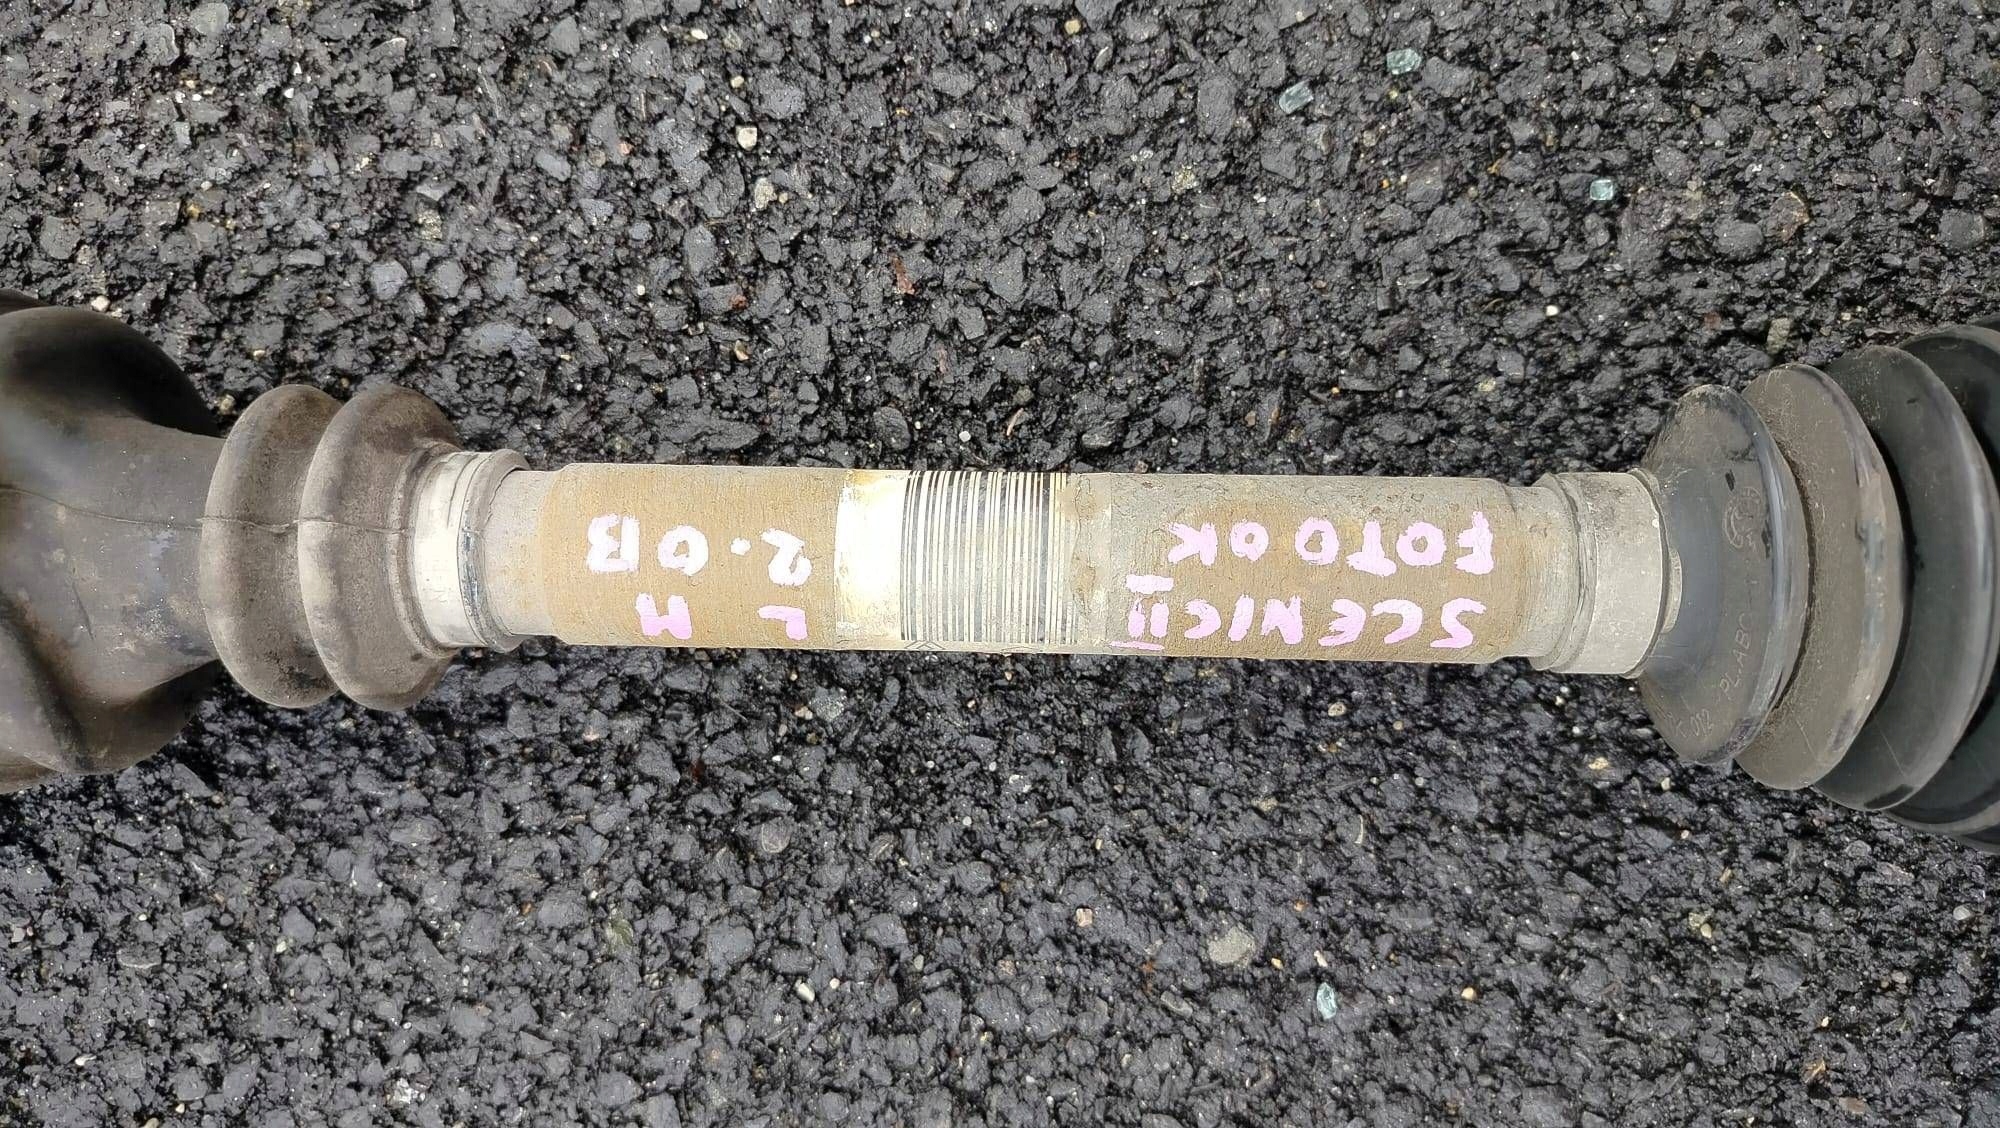 SCENIC II
FOTO OK
L H
2.0B